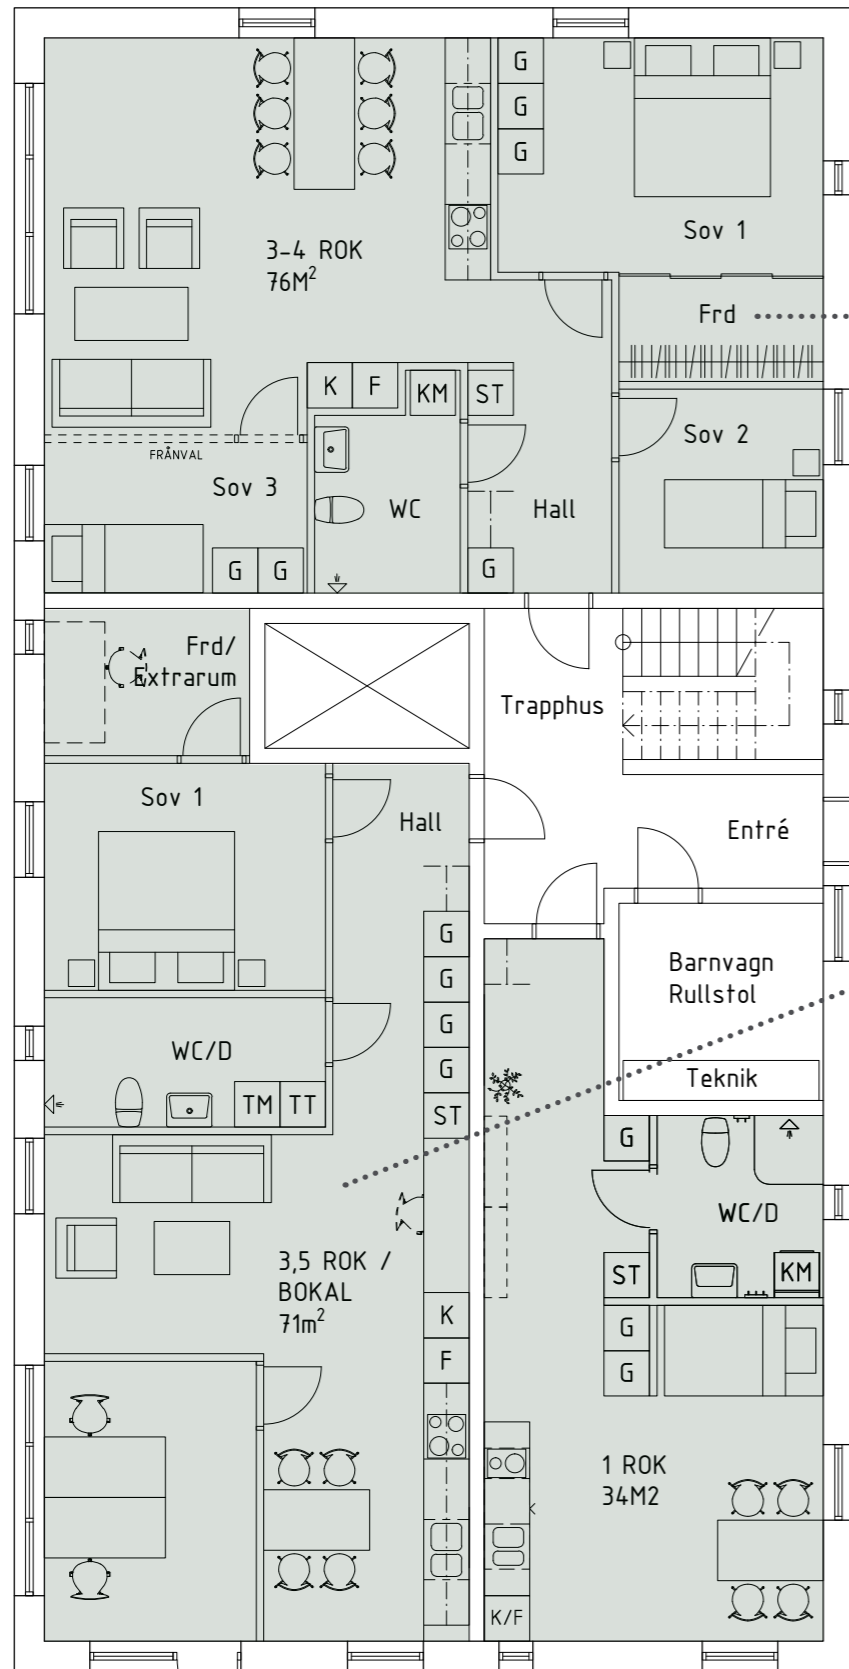 G
G
G
Sov 1
3-4 ROK
76M²
Frd
K F KM ST
Sov 2
FRÅNVAL
Sov 3
WC
Hall
G G
G
Frd/
Extrarum
Trapphus
Sov 1
Hall
Entré
G
G
G
G
ST
Barnvagn
Rullstol
Teknik
WC/D
TM TT
G
WC/D
ST
KM
3,5 ROK /
BOKAL
71m²
K
F
G
G
1 ROK
34M2
K/F